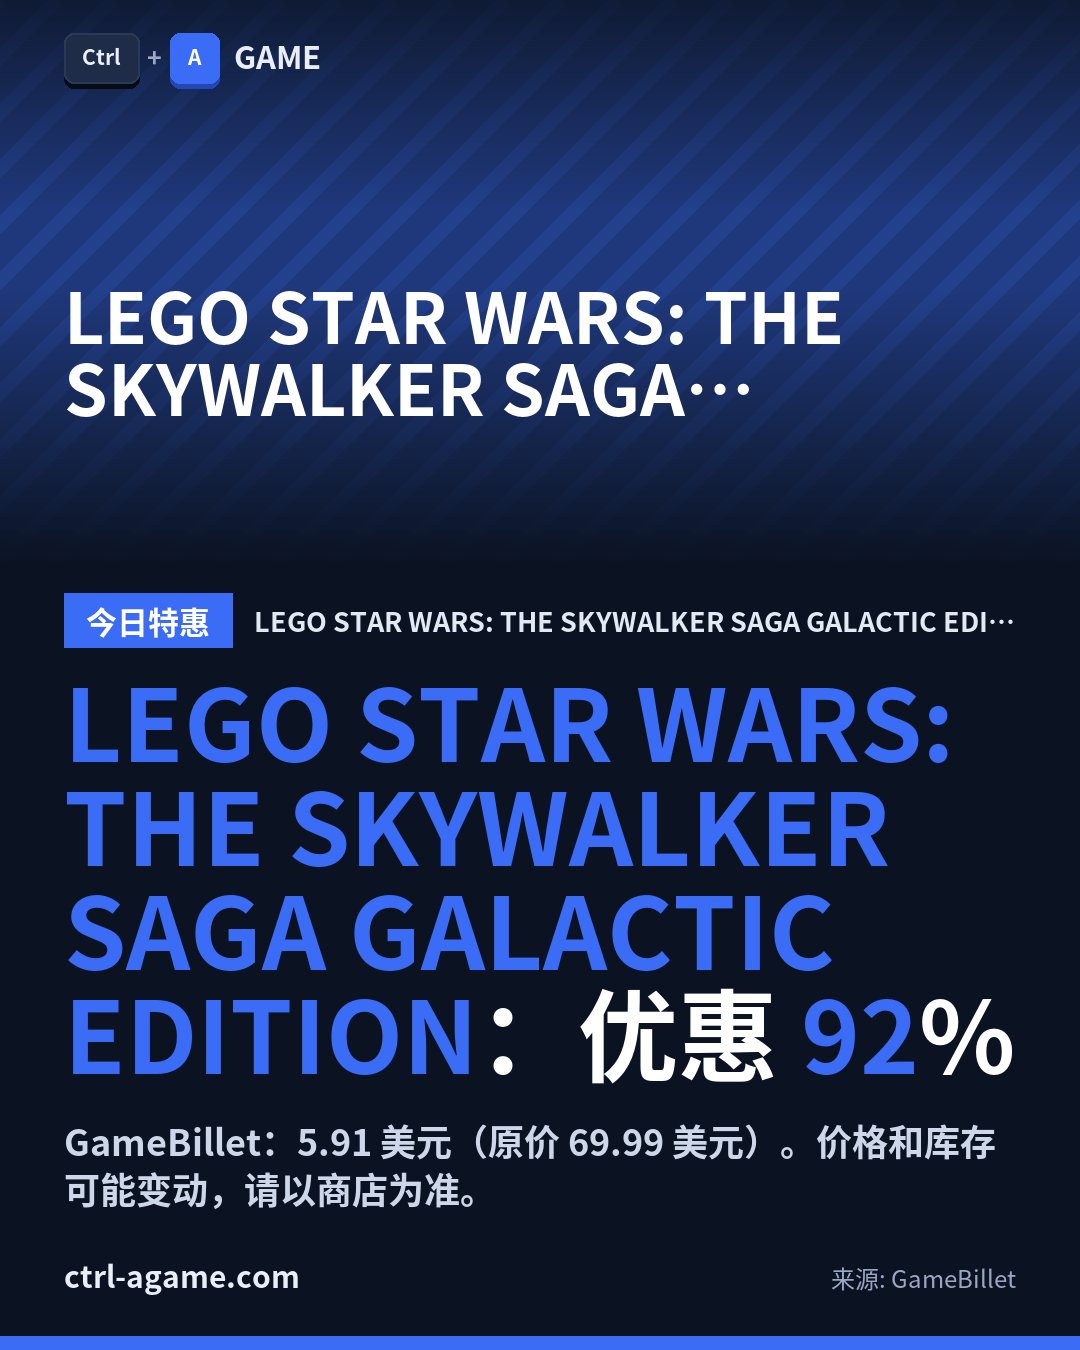 Ctrl + A GAME
LEGO STAR WARS: THE
SKYWALKER SAGA…
今日特惠 LEGO STAR WARS: THE SKYWALKER SAGA GALACTIC EDI…
LEGO STAR WARS:
THE SKYWALKER
SAGA GALACTIC
EDITION：优惠 92%
GameBillet：5.91 美元（原价 69.99 美元）。价格和库存
可能变动，请以商店为准。
ctrl-agame.com
来源: GameBillet